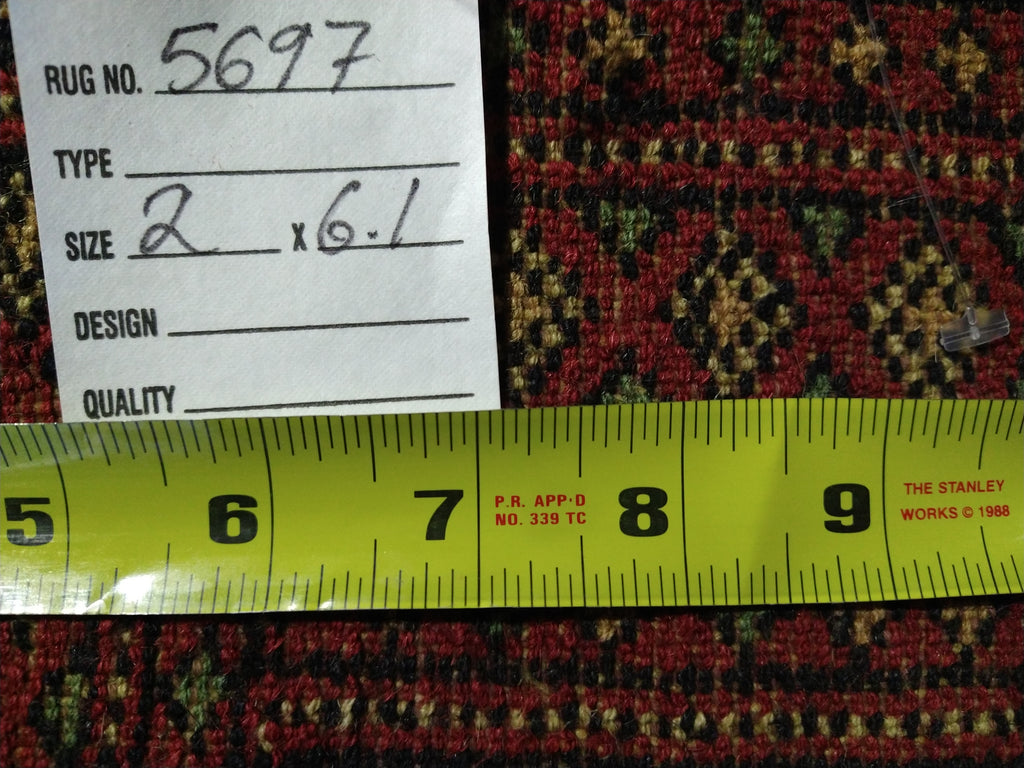 RUG NO. 5697
TYPE
SIZE 2 X 6.1
DESIGN
QUALITY
5 6 7 P.R. APP'D 8 9 THE STANLEY
NO. 339 TC WORKS © 1988